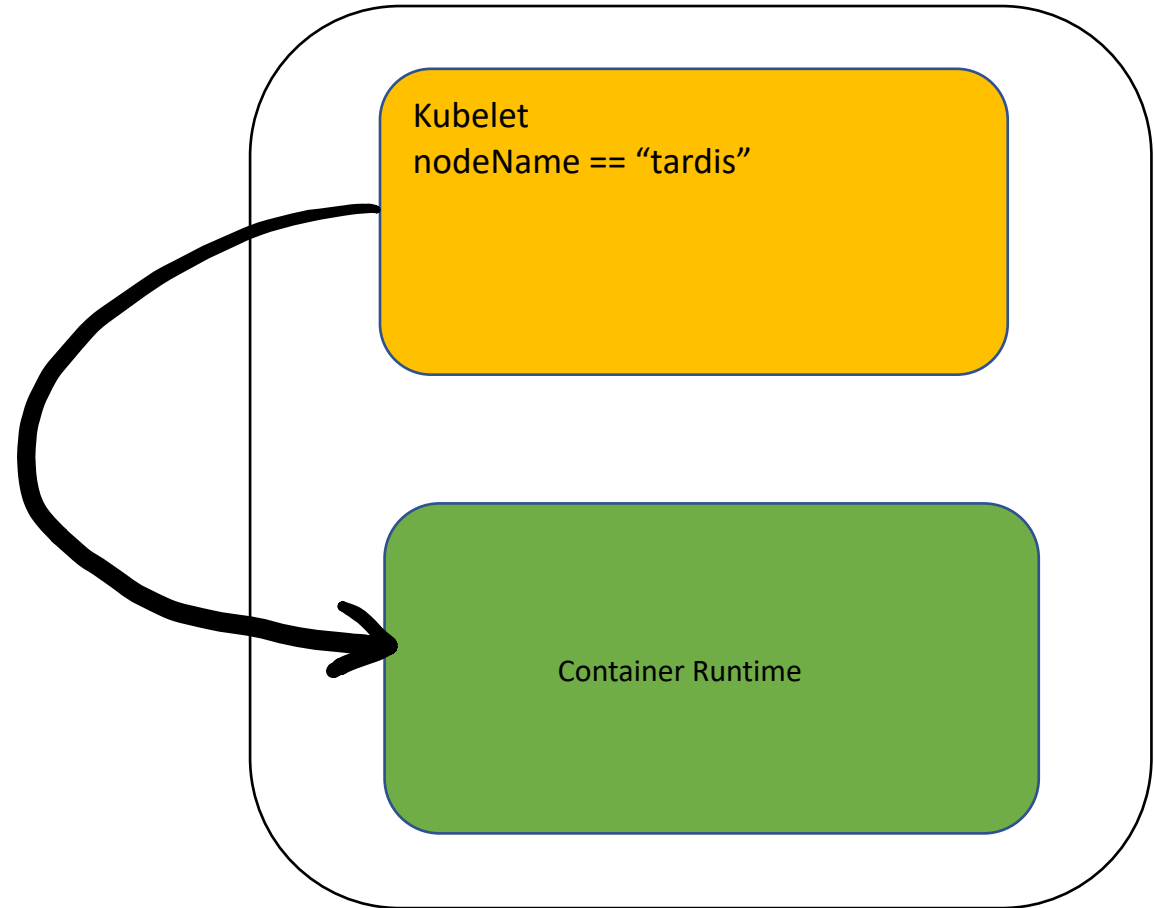 Kubelet
nodeName == “tardis”
Container Runtime